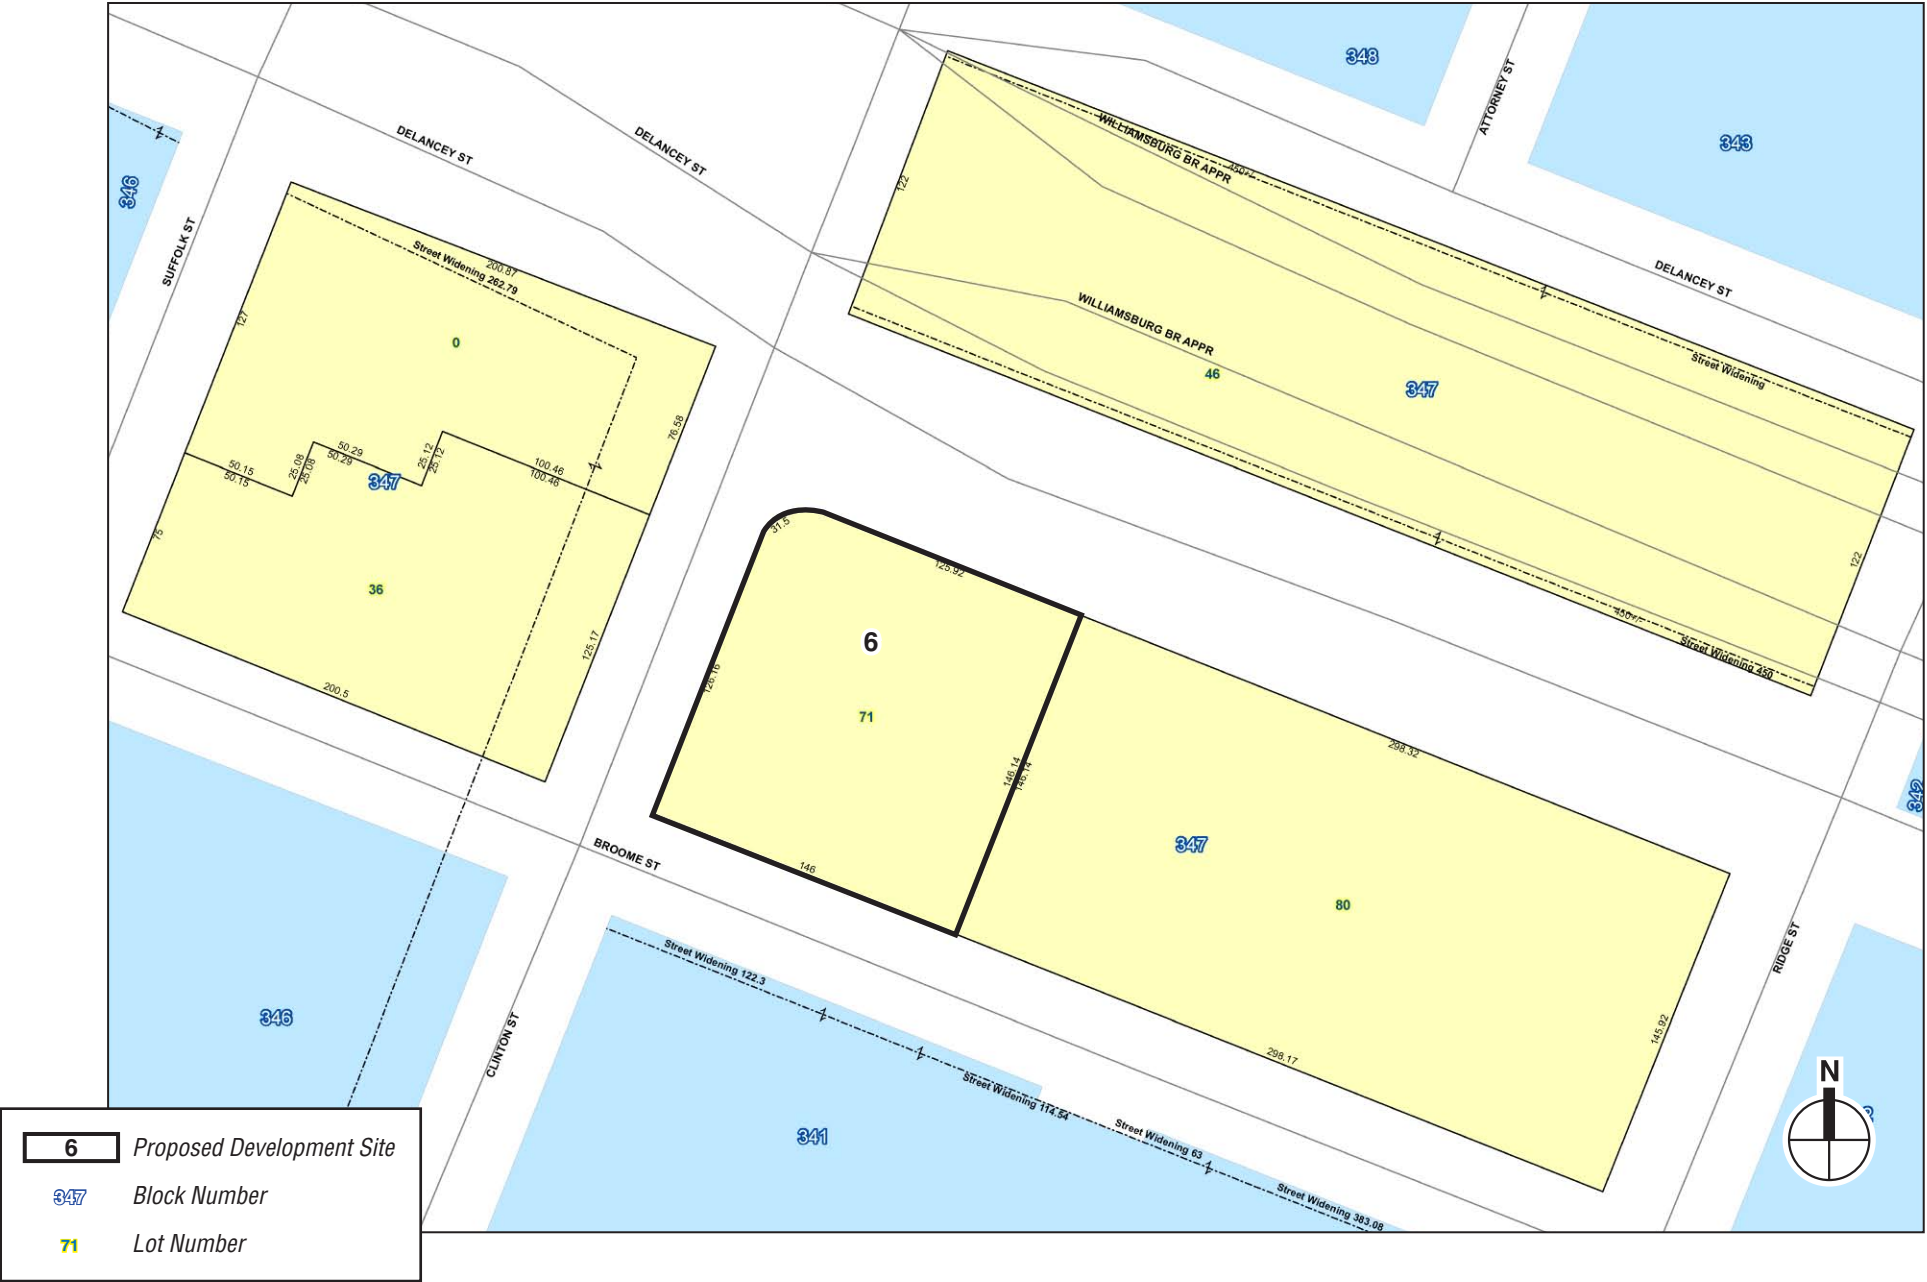 348
ATTORNEY ST
343
DELANCEY ST
DELANCEY ST
WILLIAMSBURG BR APPR
450+/-
122
346
SUFFOLK ST
Street Widening 262.79
200.87
DELANCEY ST
WILLIAMSBURG BR APPR
127
0
46
347
Street Widening
76.58
50.15
50.15
25.08
25.08
50.29
50.29
347
25.12
25.12
100.46
100.46
75
31.5
125.92
122
36
450+/-
Street Widening 450
125.17
6
126.16
200.5
71
146.14
146.14
298.32
342
BROOME ST
146
347
80
Street Widening 122.3
RIDGE ST
346
CLINTON ST
298.17
145.92
Street Widening 114.54
341
Street Widening 63
Street Widening 383.08
N
6 Proposed Development Site
347 Block Number
71 Lot Number